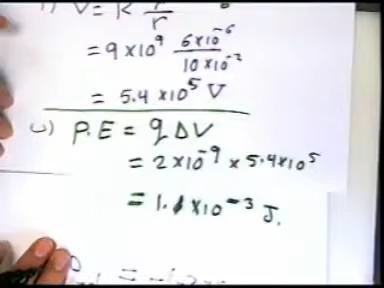 V = K q/r
= 9 x 10⁹ 6 x 10⁻⁶ / 10 x 10⁻²
= 5.4 x 10⁵ V
P.E = q ΔV
= 2 x 10⁻⁹ x 5.4 x 10⁵
= 1.1 x 10⁻³ J.